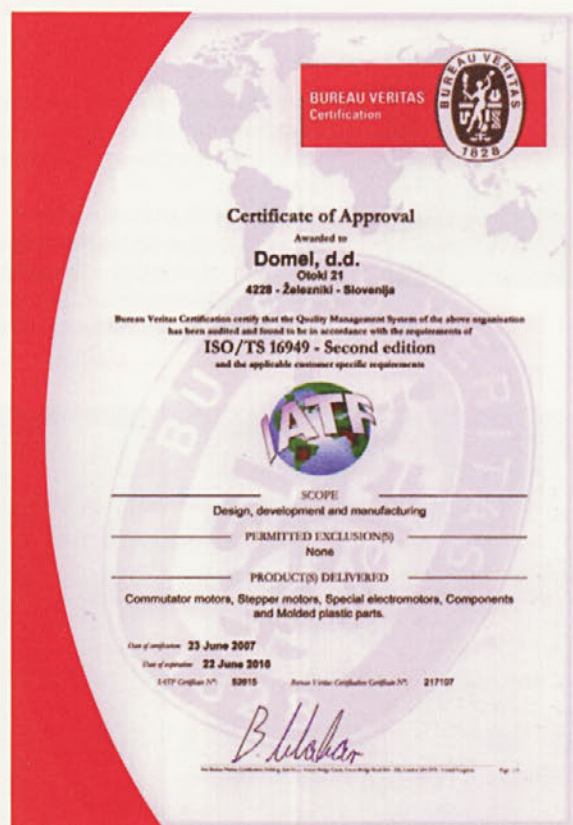 BUREAU VERITAS
Certification
BUREAU VERITAS
1828
Certificate of Approval
Awarded to
Domel, d.d.
Otoki 21
4228 - Železniki - Slovenija
Bureau Veritas Certification certify that the Quality Management System of the above organisation
has been audited and found to be in accordance with the requirements of
ISO/TS 16949 - Second edition
and the applicable customer specific requirements
IATF
SCOPE
Design, development and manufacturing
PERMITTED EXCLUSION(S)
None
PRODUCT(S) DELIVERED
Commutator motors, Stepper motors, Special electromotors, Components
and Molded plastic parts.
Date of certification: 23 June 2007
Date of expiration: 22 June 2010
IATF Certificate Nº: Bureau Veritas Certification Certificate Nº: 217107